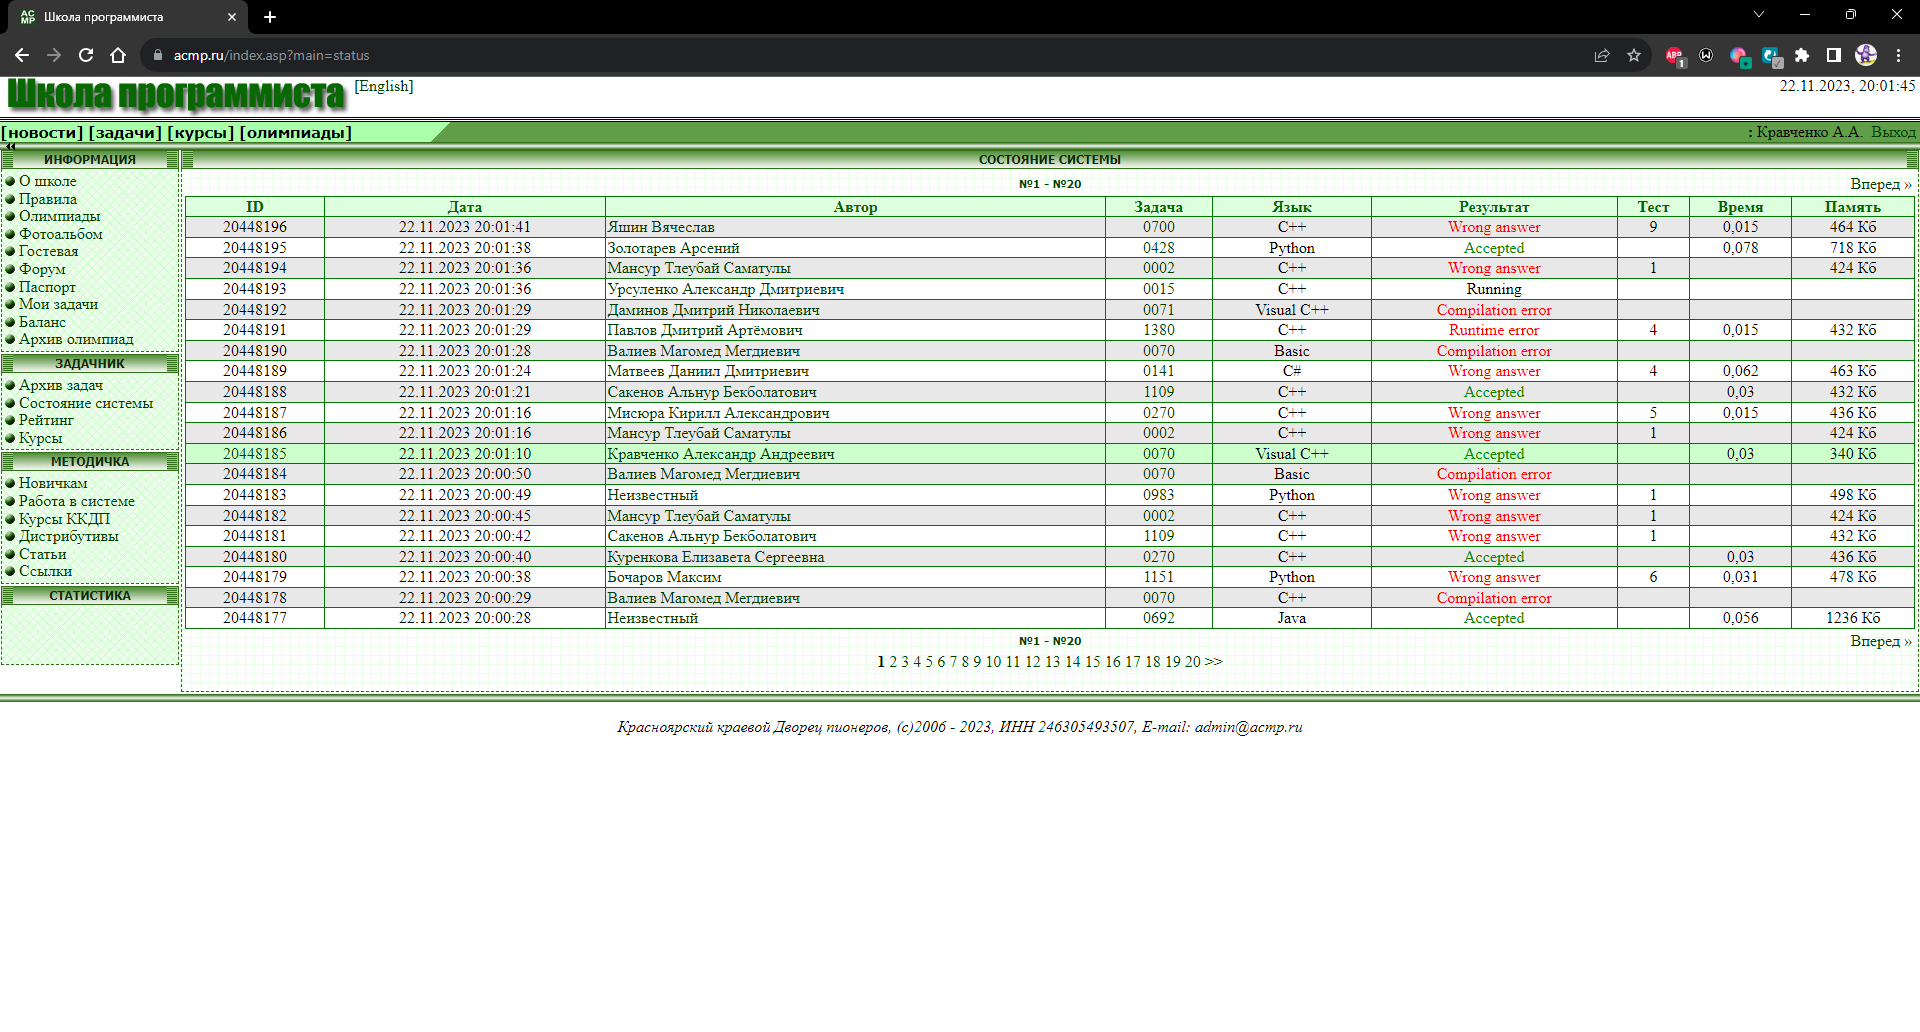 Школа программиста
acmp.ru/index.asp?main=status
Школа программиста [English] 22.11.2023, 20:01:45
[новости] [задачи] [курсы] [олимпиады] : Кравченко А.А. Выход
ИНФОРМАЦИЯ
О школе
Правила
Олимпиады
Фотоальбом
Гостевая
Форум
Паспорт
Мои задачи
Баланс
Архив олимпиад
ЗАДАЧНИК
Архив задач
Состояние системы
Рейтинг
Курсы
МЕТОДИЧКА
Новичкам
Работа в системе
Курсы ККДП
Дистрибутивы
Статьи
Ссылки
СТАТИСТИКА
СОСТОЯНИЕ СИСТЕМЫ
№1 - №20 Вперед »
ID Дата Автор Задача Язык Результат Тест Время Память
20448196 22.11.2023 20:01:41 Яшин Вячеслав 0700 C++ Wrong answer 9 0,015 464 Кб
20448195 22.11.2023 20:01:38 Золотарев Арсений 0428 Python Accepted 0,078 718 Кб
20448194 22.11.2023 20:01:36 Мансур Тлеубай Саматулы 0002 C++ Wrong answer 1 424 Кб
20448193 22.11.2023 20:01:36 Урсуленко Александр Дмитриевич 0015 C++ Running
20448192 22.11.2023 20:01:29 Даминов Дмитрий Николаевич 0071 Visual C++ Compilation error
20448191 22.11.2023 20:01:29 Павлов Дмитрий Артёмович 1380 C++ Runtime error 4 0,015 432 Кб
20448190 22.11.2023 20:01:28 Валиев Магомед Мегдиевич 0070 Basic Compilation error
20448189 22.11.2023 20:01:24 Матвеев Даниил Дмитриевич 0141 C# Wrong answer 4 0,062 463 Кб
20448188 22.11.2023 20:01:21 Сакенов Альнур Бекболатович 1109 C++ Accepted 0,03 432 Кб
20448187 22.11.2023 20:01:16 Мисюра Кирилл Александрович 0270 C++ Wrong answer 5 0,015 436 Кб
20448186 22.11.2023 20:01:16 Мансур Тлеубай Саматулы 0002 C++ Wrong answer 1 424 Кб
20448185 22.11.2023 20:01:10 Кравченко Александр Андреевич 0070 Visual C++ Accepted 0,03 340 Кб
20448184 22.11.2023 20:00:50 Валиев Магомед Мегдиевич 0070 Basic Compilation error
20448183 22.11.2023 20:00:49 Неизвестный 0983 Python Wrong answer 1 498 Кб
20448182 22.11.2023 20:00:45 Мансур Тлеубай Саматулы 0002 C++ Wrong answer 1 424 Кб
20448181 22.11.2023 20:00:42 Сакенов Альнур Бекболатович 1109 C++ Wrong answer 1 432 Кб
20448180 22.11.2023 20:00:40 Куренкова Елизавета Сергеевна 0270 C++ Accepted 0,03 436 Кб
20448179 22.11.2023 20:00:38 Бочаров Максим 1151 Python Wrong answer 6 0,031 478 Кб
20448178 22.11.2023 20:00:29 Валиев Магомед Мегдиевич 0070 C++ Compilation error
20448177 22.11.2023 20:00:28 Неизвестный 0692 Java Accepted 0,056 1236 Кб
№1 - №20 Вперед »
1 2 3 4 5 6 7 8 9 10 11 12 13 14 15 16 17 18 19 20 >>
Красноярский краевой Дворец пионеров, (c)2006 - 2023, ИНН 246305493507, E-mail: admin@acmp.ru